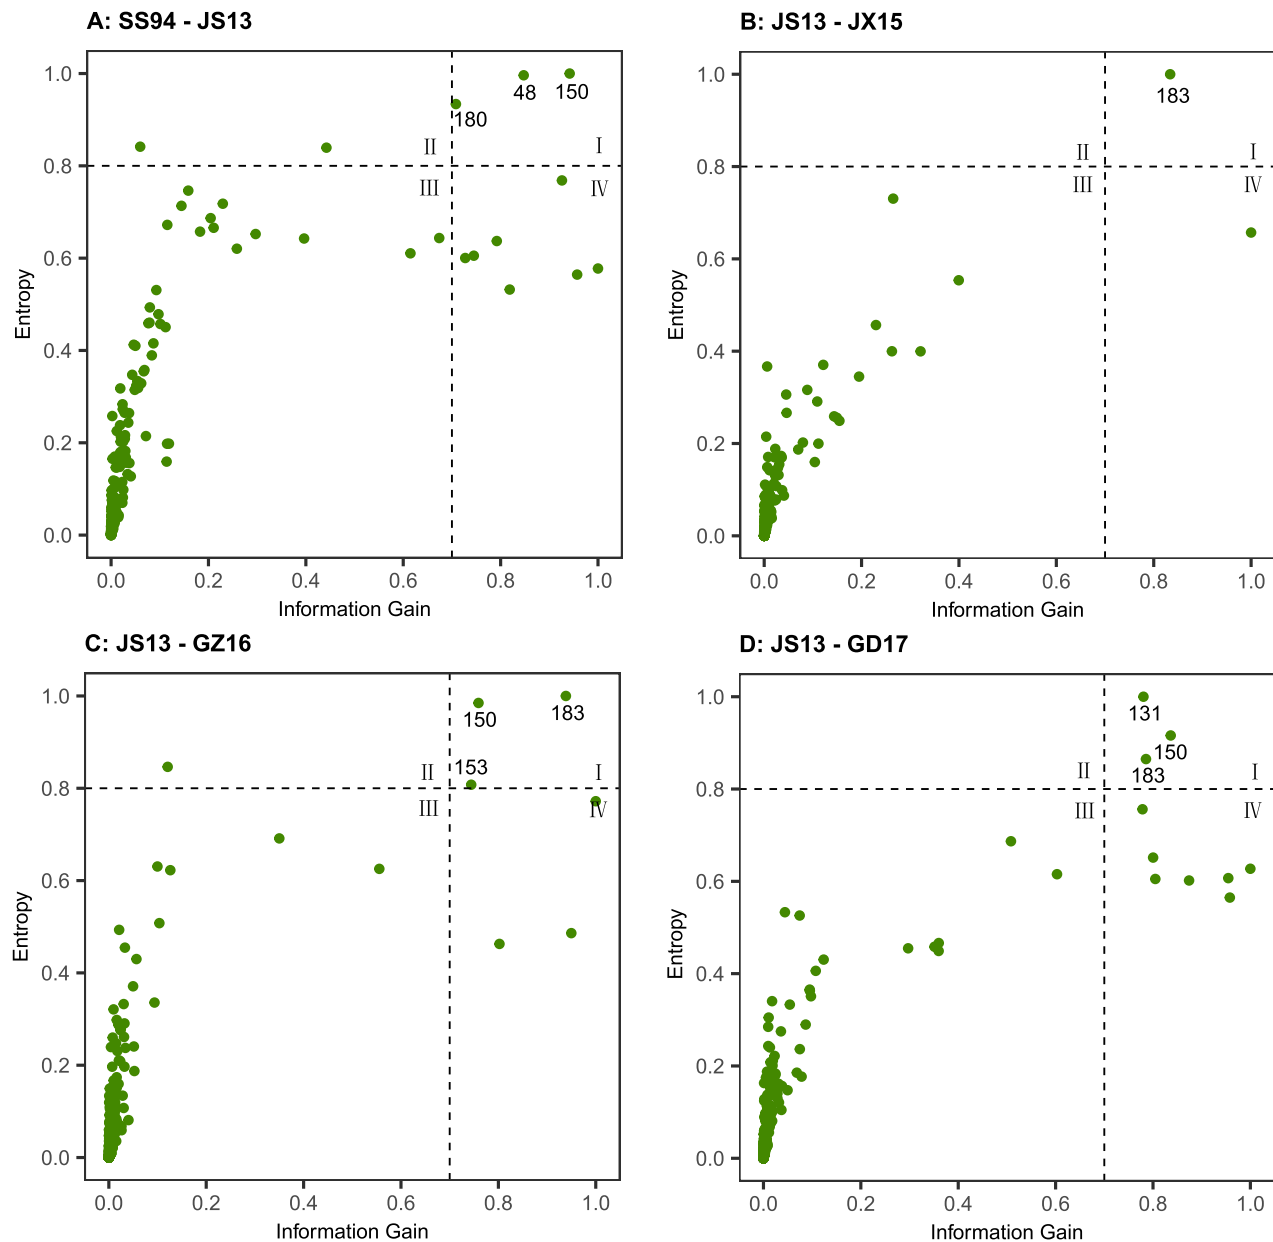 A: SS94 - JS13
1.0
48
150
180
0.8
II
I
III
IV
0.6
Entropy
0.4
0.2
0.0
0.0 0.2 0.4 0.6 0.8 1.0
Information Gain
B: JS13 - JX15
1.0
183
0.8
II
I
III
IV
0.6
Entropy
0.4
0.2
0.0
0.0 0.2 0.4 0.6 0.8 1.0
Information Gain
C: JS13 - GZ16
1.0
150
183
153
0.8
II
I
III
IV
0.6
Entropy
0.4
0.2
0.0
0.0 0.2 0.4 0.6 0.8 1.0
Information Gain
D: JS13 - GD17
1.0
131
150
183
0.8
II
I
III
IV
0.6
Entropy
0.4
0.2
0.0
0.0 0.2 0.4 0.6 0.8 1.0
Information Gain